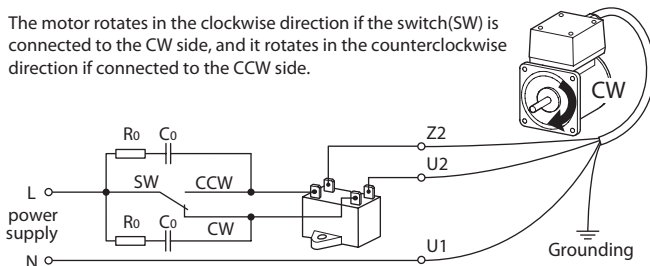 The motor rotates in the clockwise direction if the switch(SW) is
connected to the CW side, and it rotates in the counterclockwise
direction if connected to the CCW side.
CW
Z2
R0 C0
U2
SW CCW
L
power
supply
R0 C0
CW
U1
Grounding
N